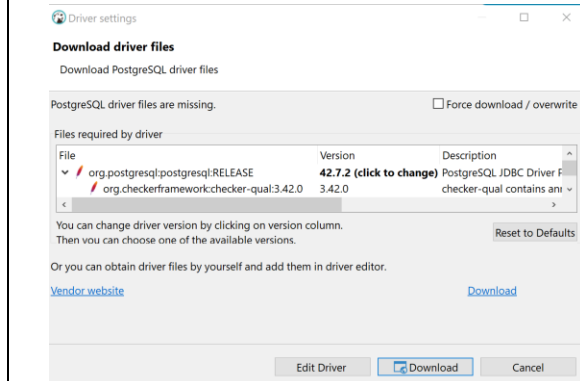 Driver settings
Download driver files
Download PostgreSQL driver files
PostgreSQL driver files are missing.
Force download / overwrite
Files required by driver
File Version Description
org.postgresql:postgresql:RELEASE 42.7.2 (click to change) PostgreSQL JDBC Driver
org.checkerframework:checker-qual:3.42.0 3.42.0 checker-qual contains
You can change driver version by clicking on version column.
Then you can choose one of the available versions.
Reset to Defaults
Or you can obtain driver files by yourself and add them in driver editor.
Vendor website Download
Edit Driver Download Cancel